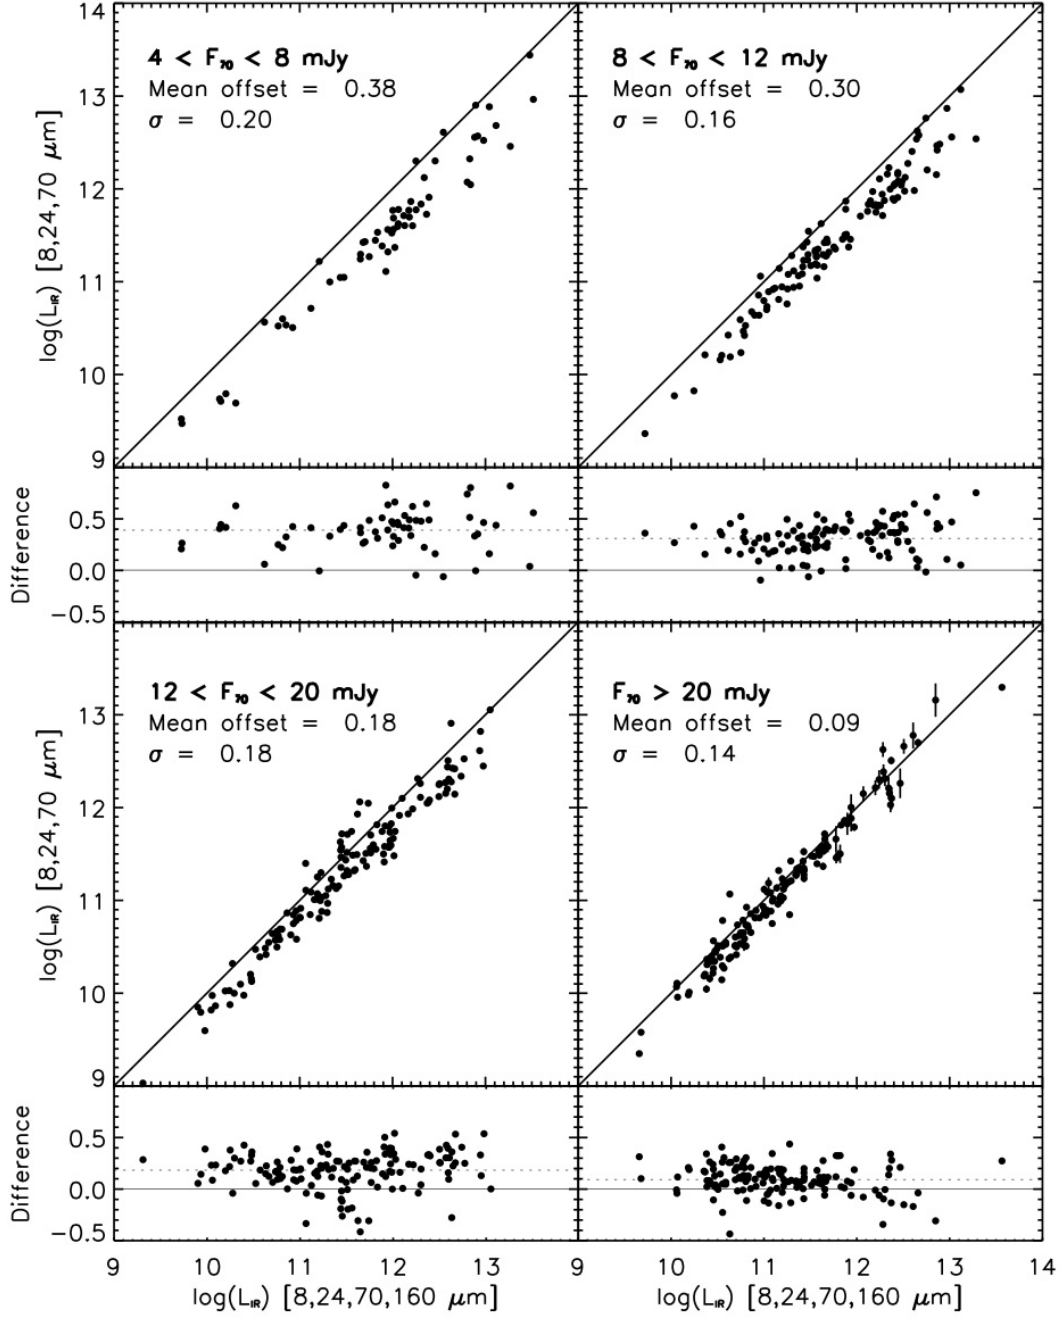 4 < F₇₀ < 8 mJy
Mean offset = 0.38
σ = 0.20
8 < F₇₀ < 12 mJy
Mean offset = 0.30
σ = 0.16
14
13
12
11
10
9
log(L_IR) [8,24,70 μm]
0.5
0.0
−0.5
Difference
12 < F₇₀ < 20 mJy
Mean offset = 0.18
σ = 0.18
F₇₀ > 20 mJy
Mean offset = 0.09
σ = 0.14
13
12
11
10
9
log(L_IR) [8,24,70 μm]
0.5
0.0
−0.5
Difference
9 10 11 12 13 9 10 11 12 13 14
log(L_IR) [8,24,70,160 μm] log(L_IR) [8,24,70,160 μm]